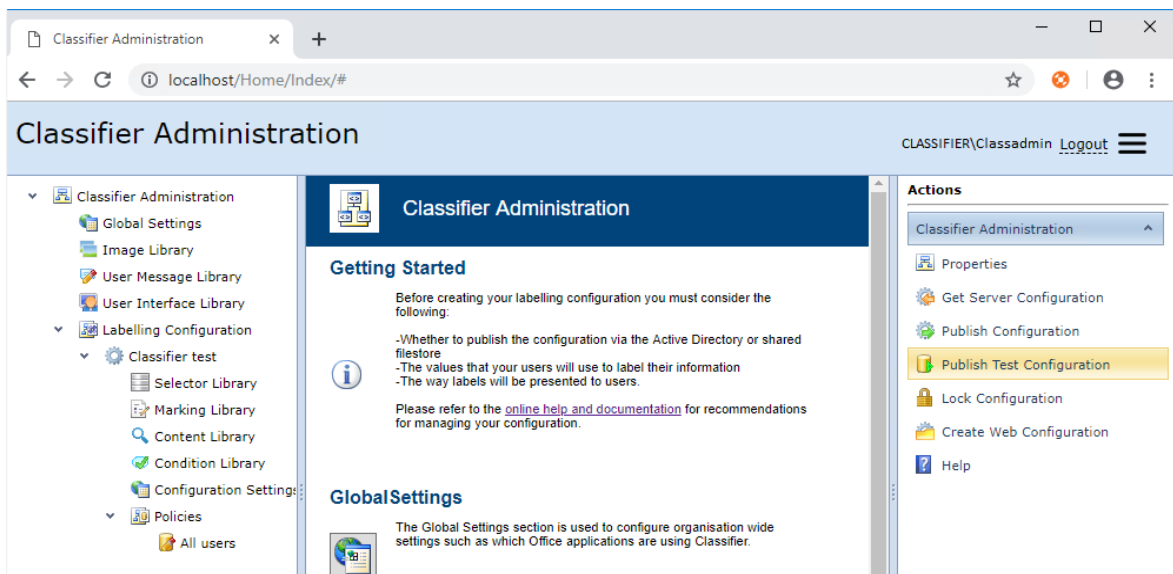 Classifier Administration
localhost/Home/Index/#
Classifier Administration
CLASSIFIER\Classadmin Logout
Classifier Administration
Global Settings
Image Library
User Message Library
User Interface Library
Labelling Configuration
Classifier test
Selector Library
Marking Library
Content Library
Condition Library
Configuration Settings
Policies
All users
Classifier Administration
Getting Started
Before creating your labelling configuration you must consider the
following:
-Whether to publish the configuration via the Active Directory or shared
filestore
-The values that your users will use to label their information
-The way labels will be presented to users.
Please refer to the online help and documentation for recommendations
for managing your configuration.
GlobalSettings
The Global Settings section is used to configure organisation wide
settings such as which Office applications are using Classifier.
Actions
Classifier Administration
Properties
Get Server Configuration
Publish Configuration
Publish Test Configuration
Lock Configuration
Create Web Configuration
Help